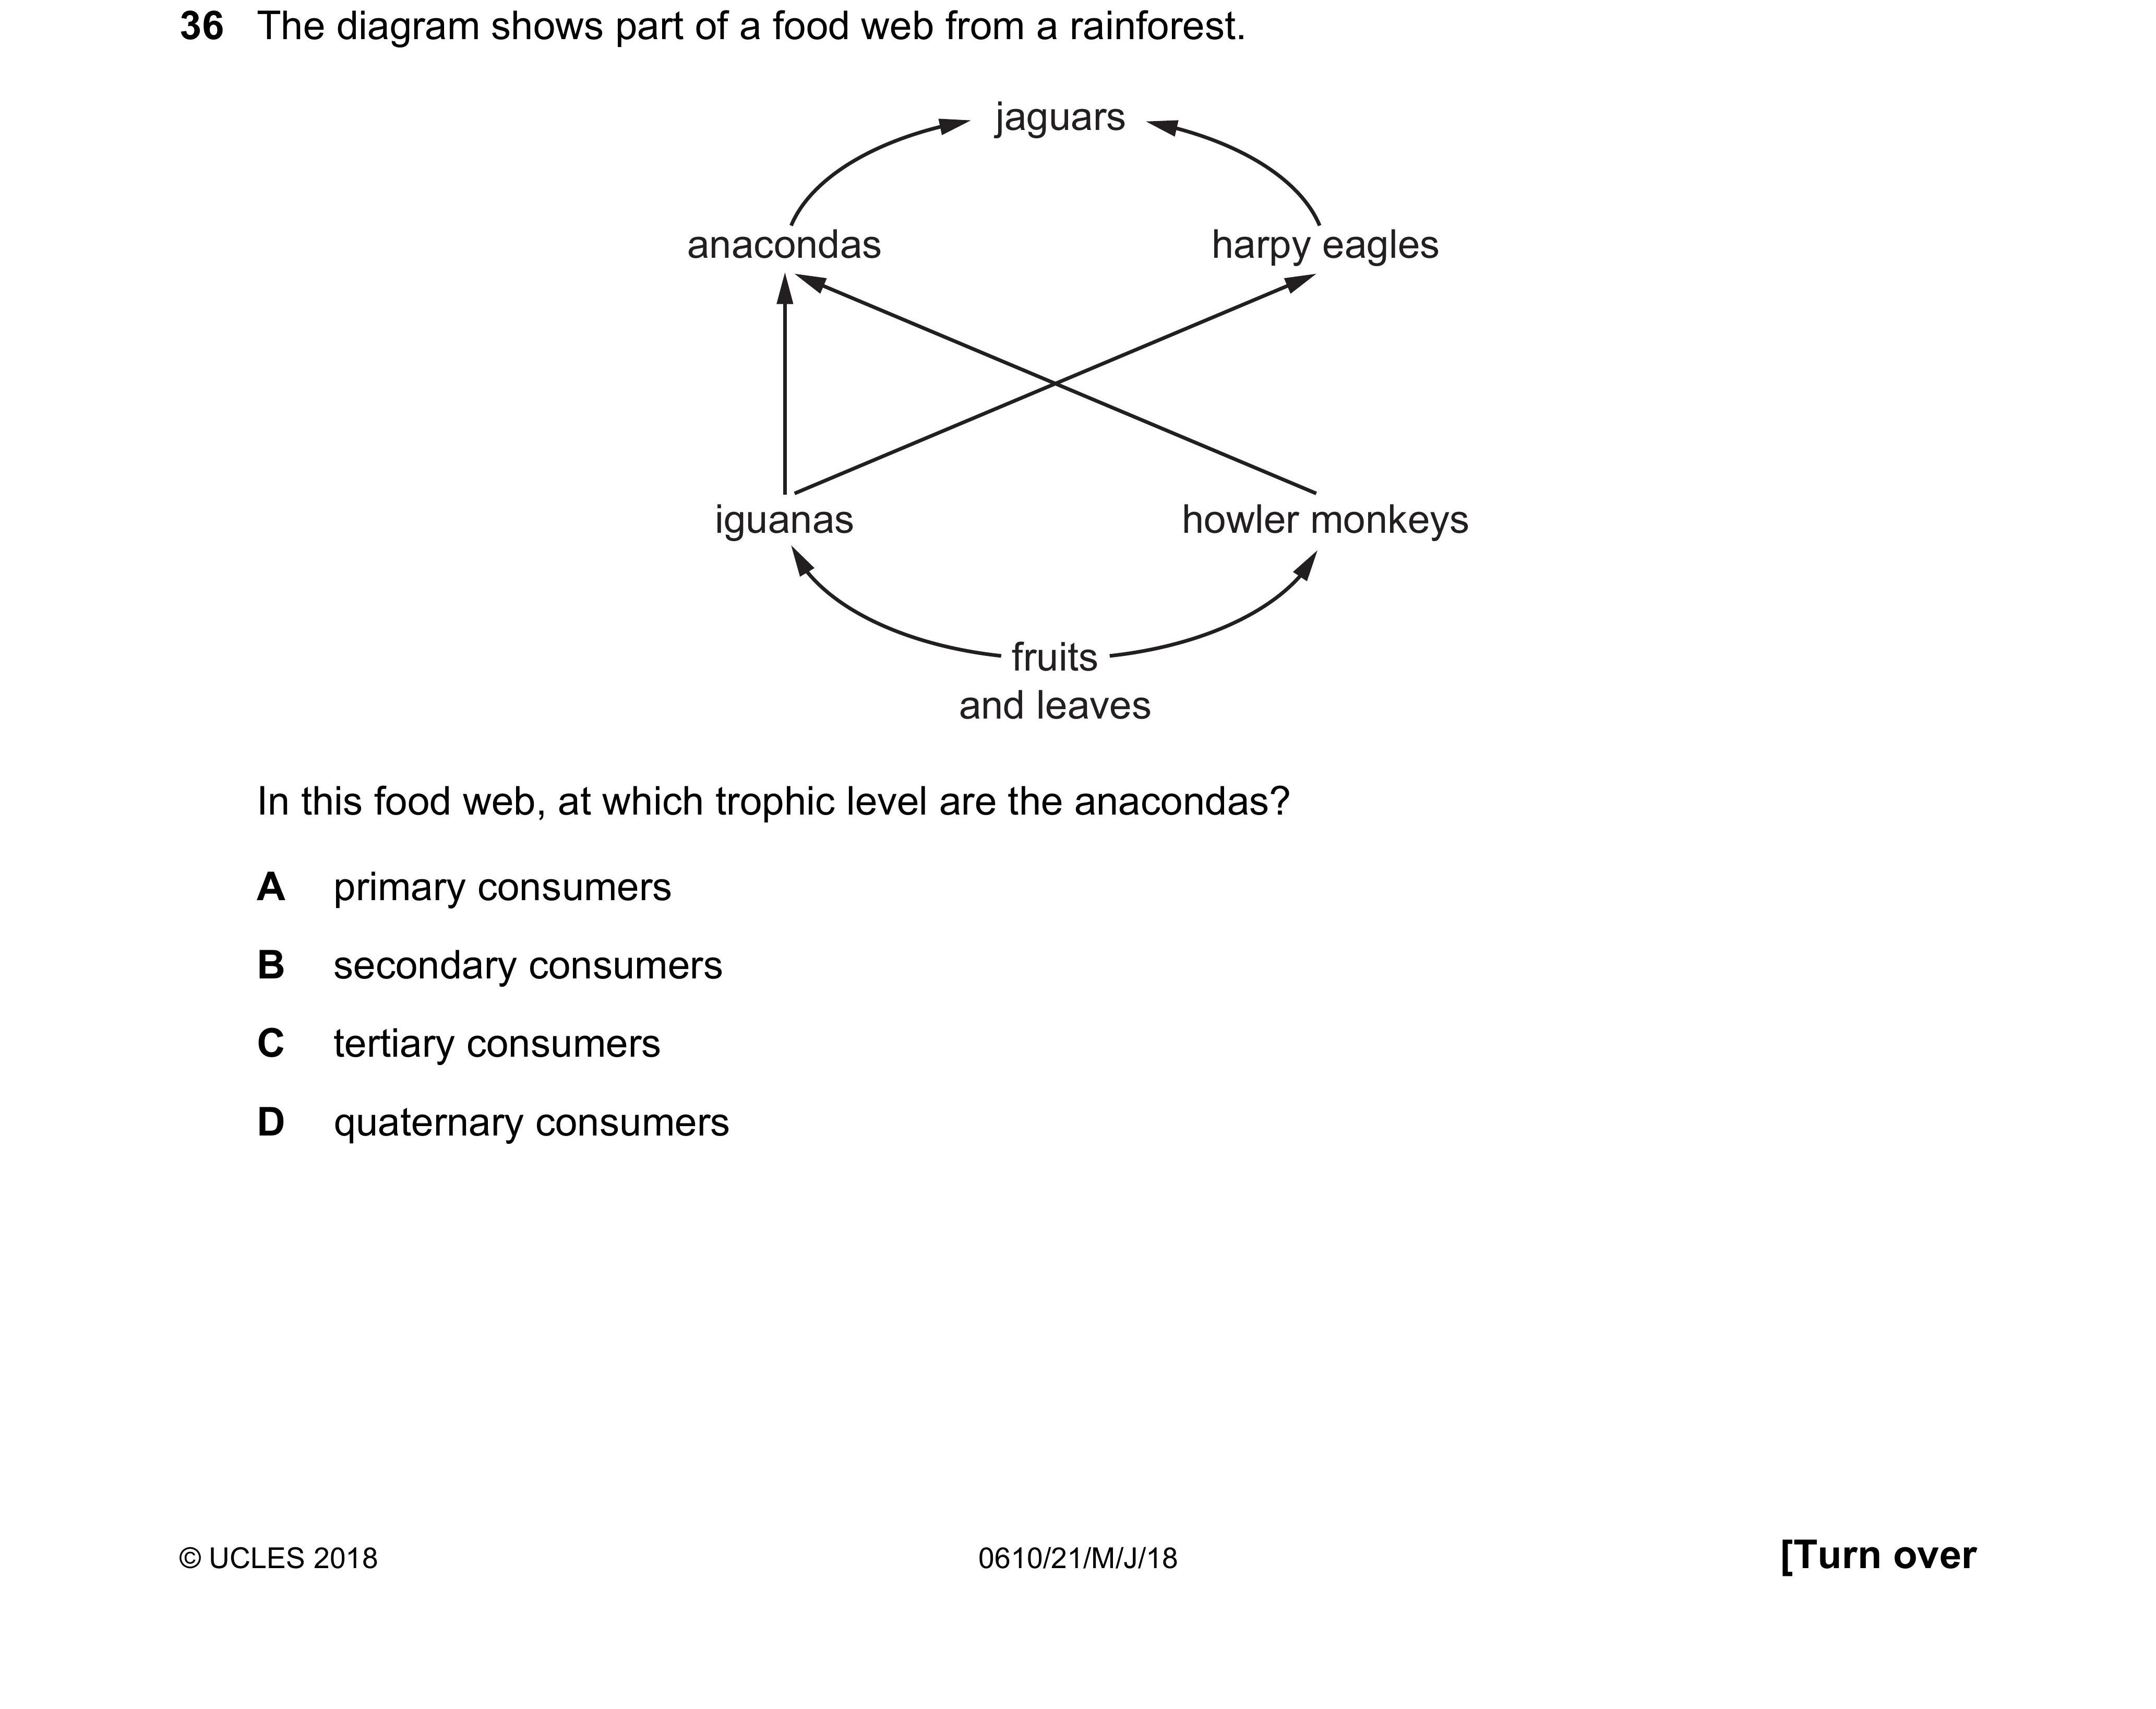 36 The diagram shows part of a food web from a rainforest.
jaguars
anacondas harpy eagles
iguanas howler monkeys
fruits
and leaves
In this food web, at which trophic level are the anacondas?
A primary consumers
B secondary consumers
C tertiary consumers
D quaternary consumers
© UCLES 2018 0610/21/M/J/18 [Turn over